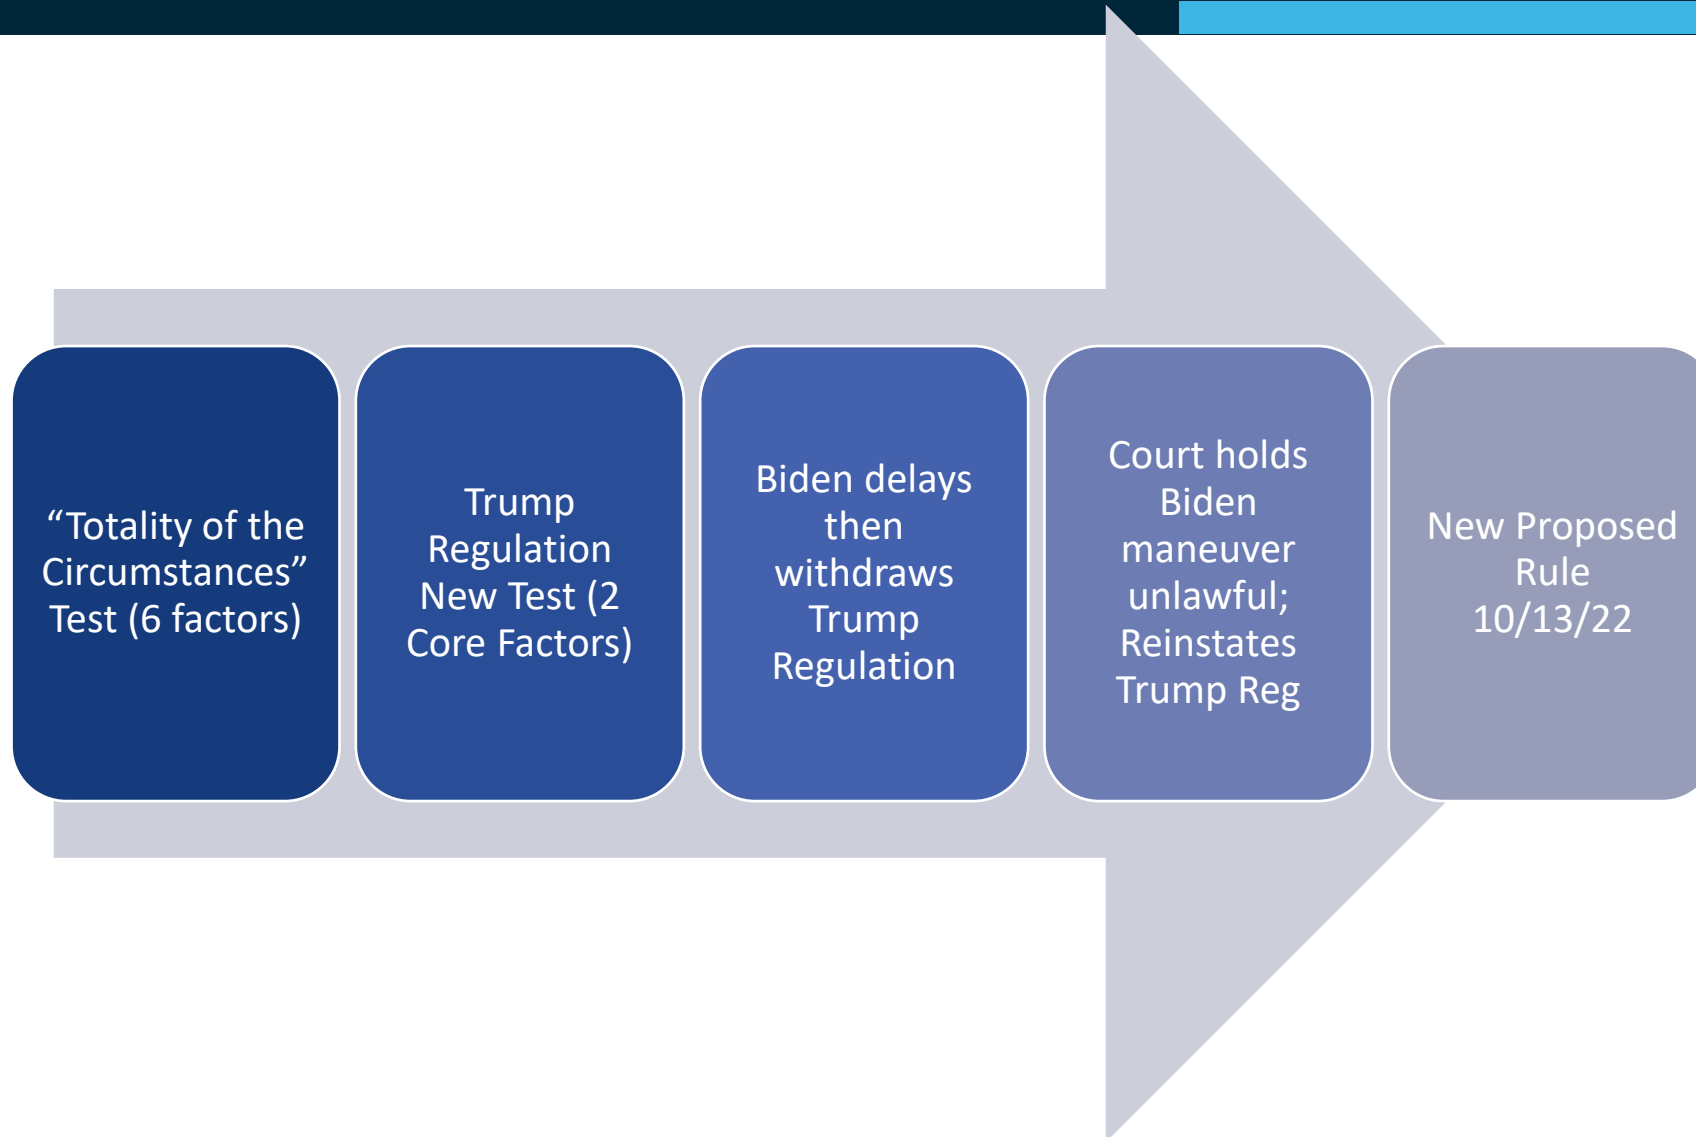 “Totality of the
Circumstances”
Test (6 factors)
Trump
Regulation
New Test (2
Core Factors)
Biden delays
then
withdraws
Trump
Regulation
Court holds
Biden
maneuver
unlawful;
Reinstates
Trump Reg
New Proposed
Rule
10/13/22